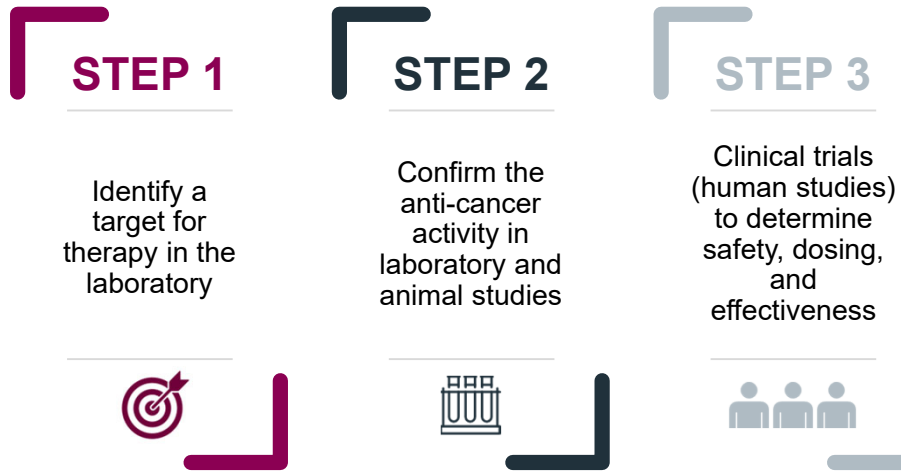 STEP 1
Identify a
target for
therapy in the
laboratory
STEP 2
Confirm the
anti-cancer
activity in
laboratory and
animal studies
STEP 3
Clinical trials
(human studies)
to determine
safety, dosing,
and
effectiveness